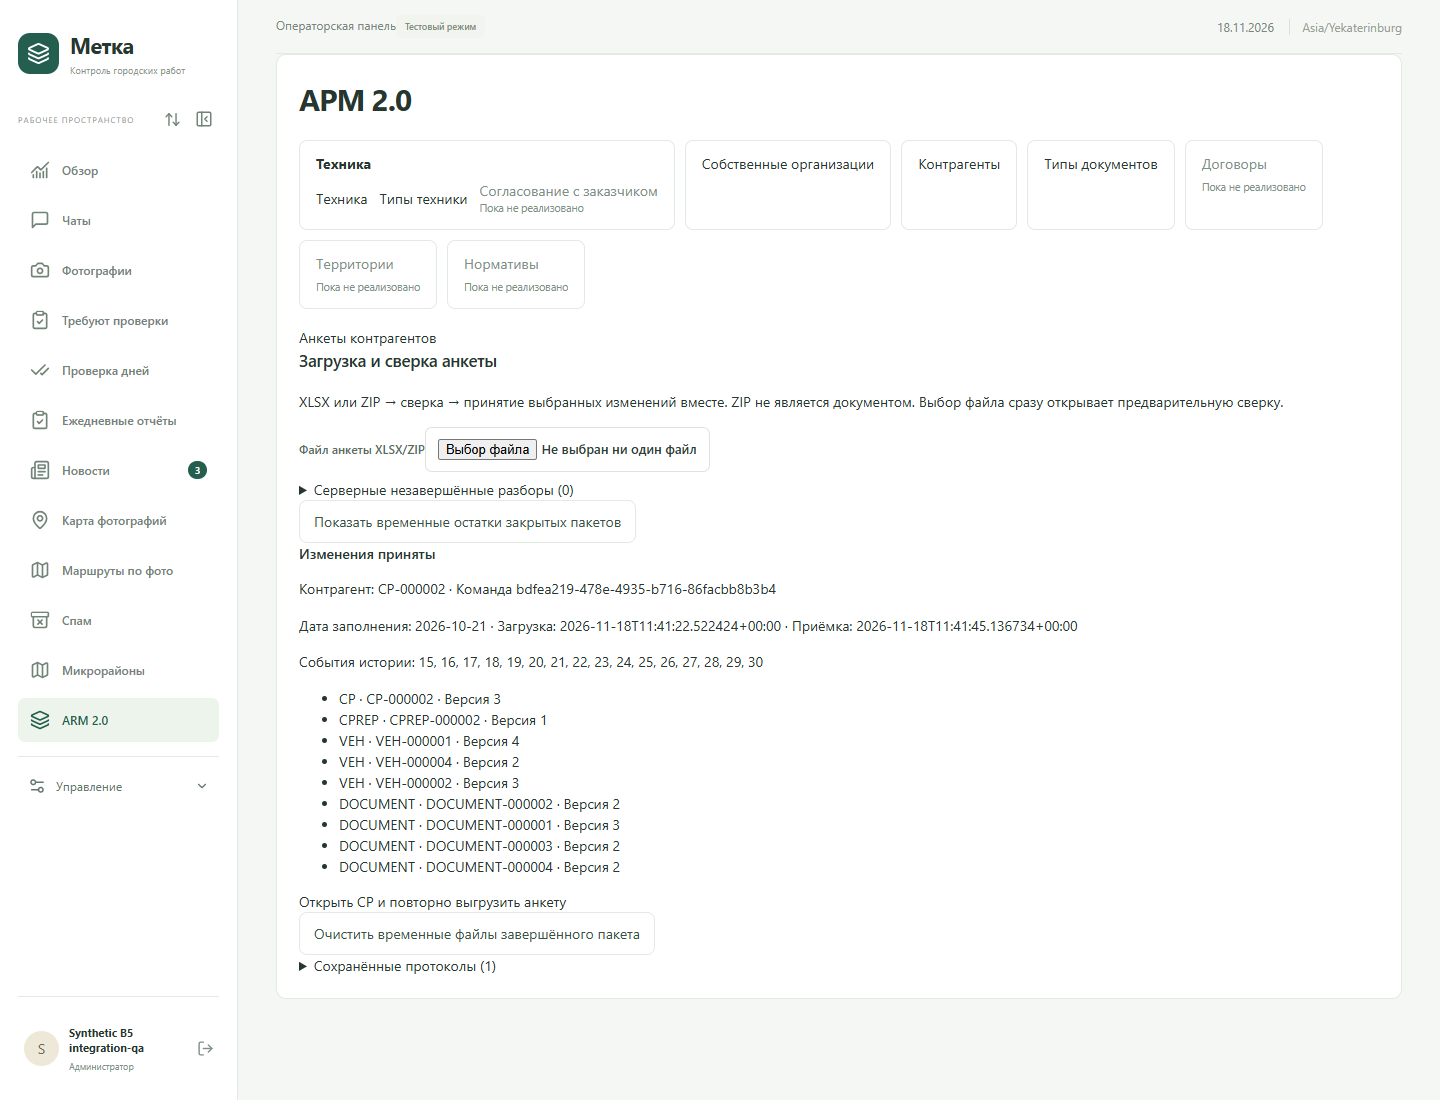 Метка
Контроль городских работ
РАБОЧЕЕ ПРОСТРАНСТВО
Обзор
Чаты
Фотографии
Требуют проверки
Проверка дней
Ежедневные отчёты
Новости 3
Карта фотографий
Маршруты по фото
Спам
Микрорайоны
ARM 2.0
Управление
S
Synthetic B5
integration-qa
Администратор
Операторская панель Тестовый режим
18.11.2026 Asia/Yekaterinburg
АРМ 2.0
Техника
Техника Типы техники Согласование с заказчиком
Пока не реализовано
Собственные организации
Контрагенты
Типы документов
Договоры
Пока не реализовано
Территории
Пока не реализовано
Нормативы
Пока не реализовано
Анкеты контрагентов
Загрузка и сверка анкеты
XLSX или ZIP → сверка → принятие выбранных изменений вместе. ZIP не является документом. Выбор файла сразу открывает предварительную сверку.
Файл анкеты XLSX/ZIP Выбор файла Не выбран ни один файл
Серверные незавершённые разборы (0)
Показать временные остатки закрытых пакетов
Изменения приняты
Контрагент: CP-000002 · Команда bdfea219-478e-4935-b716-86facbb8b3b4
Дата заполнения: 2026-10-21 · Загрузка: 2026-11-18T11:41:22.522424+00:00 · Приёмка: 2026-11-18T11:41:45.136734+00:00
События истории: 15, 16, 17, 18, 19, 20, 21, 22, 23, 24, 25, 26, 27, 28, 29, 30
CP · CP-000002 · Версия 3
CPREP · CPREP-000002 · Версия 1
VEH · VEH-000001 · Версия 4
VEH · VEH-000004 · Версия 2
VEH · VEH-000002 · Версия 3
DOCUMENT · DOCUMENT-000002 · Версия 2
DOCUMENT · DOCUMENT-000001 · Версия 3
DOCUMENT · DOCUMENT-000003 · Версия 2
DOCUMENT · DOCUMENT-000004 · Версия 2
Открыть CP и повторно выгрузить анкету
Очистить временные файлы завершённого пакета
Сохранённые протоколы (1)